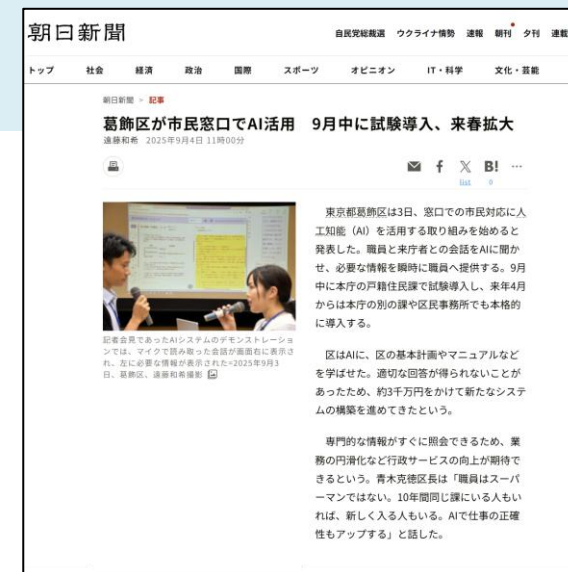 朝日新聞
自民党総裁選 ウクライナ情勢 速報 朝刊 夕刊 連載
トップ 社会 経済 政治 国際 スポーツ オピニオン IT・科学 文化・芸能
朝日新聞 > 記事
葛飾区が市民窓口でAI活用 9月中に試験導入、来春拡大
遠藤和希 2025年9月4日 11時00分
B! …
list 0
東京都葛飾区は3日、窓口での市民対応に人
工知能（AI）を活用する取り組みを始めると
発表した。職員と来庁者との会話をAIに聞か
せ、必要な情報を瞬時に職員へ提供する。9月
中に本庁の戸籍住民課で試験導入し、来年4月
からは本庁の別の課や区民事務所でも本格的
に導入する。
記者会見であったAIシステムのデモンストレーショ
ンでは、マイクで読み取った会話が画面右に表示さ
れ、左に必要な情報が表示された=2025年9月3
日、葛飾区、遠藤和希撮影
区はAIに、区の基本計画やマニュアルなど
を学ばせた。適切な回答が得られないことが
あったため、約3千万円をかけて新たなシステ
ムの構築を進めてきたという。
専門的な情報がすぐに照会できるため、業
務の円滑化など行政サービスの向上が期待で
きるという。青木克徳区長は「職員はスーパ
ーマンではない。10年間同じ課にいる人もい
れば、新しく入る人もいる。AIで仕事の正確
性もアップする」と話した。